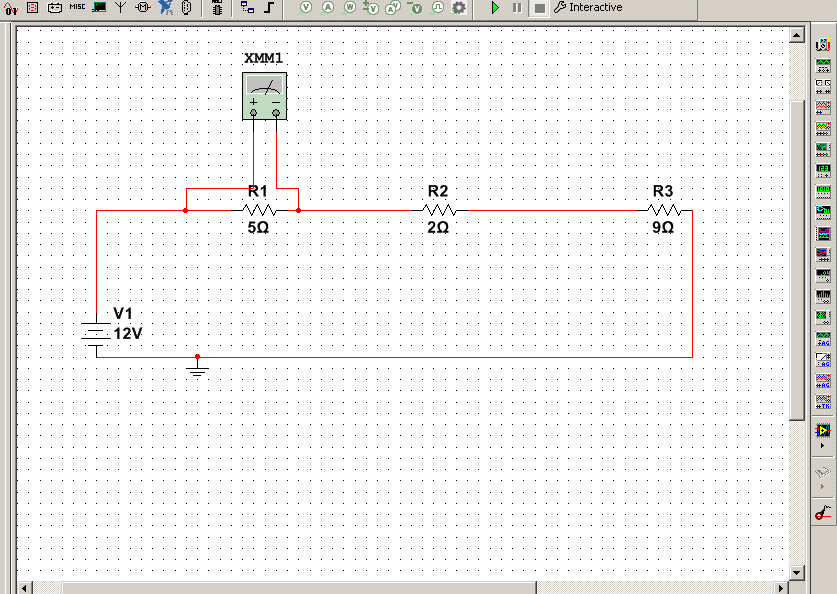 MISC
Interactive
XMM1
R1
R2
R3
5Ω
2Ω
9Ω
V1
12V